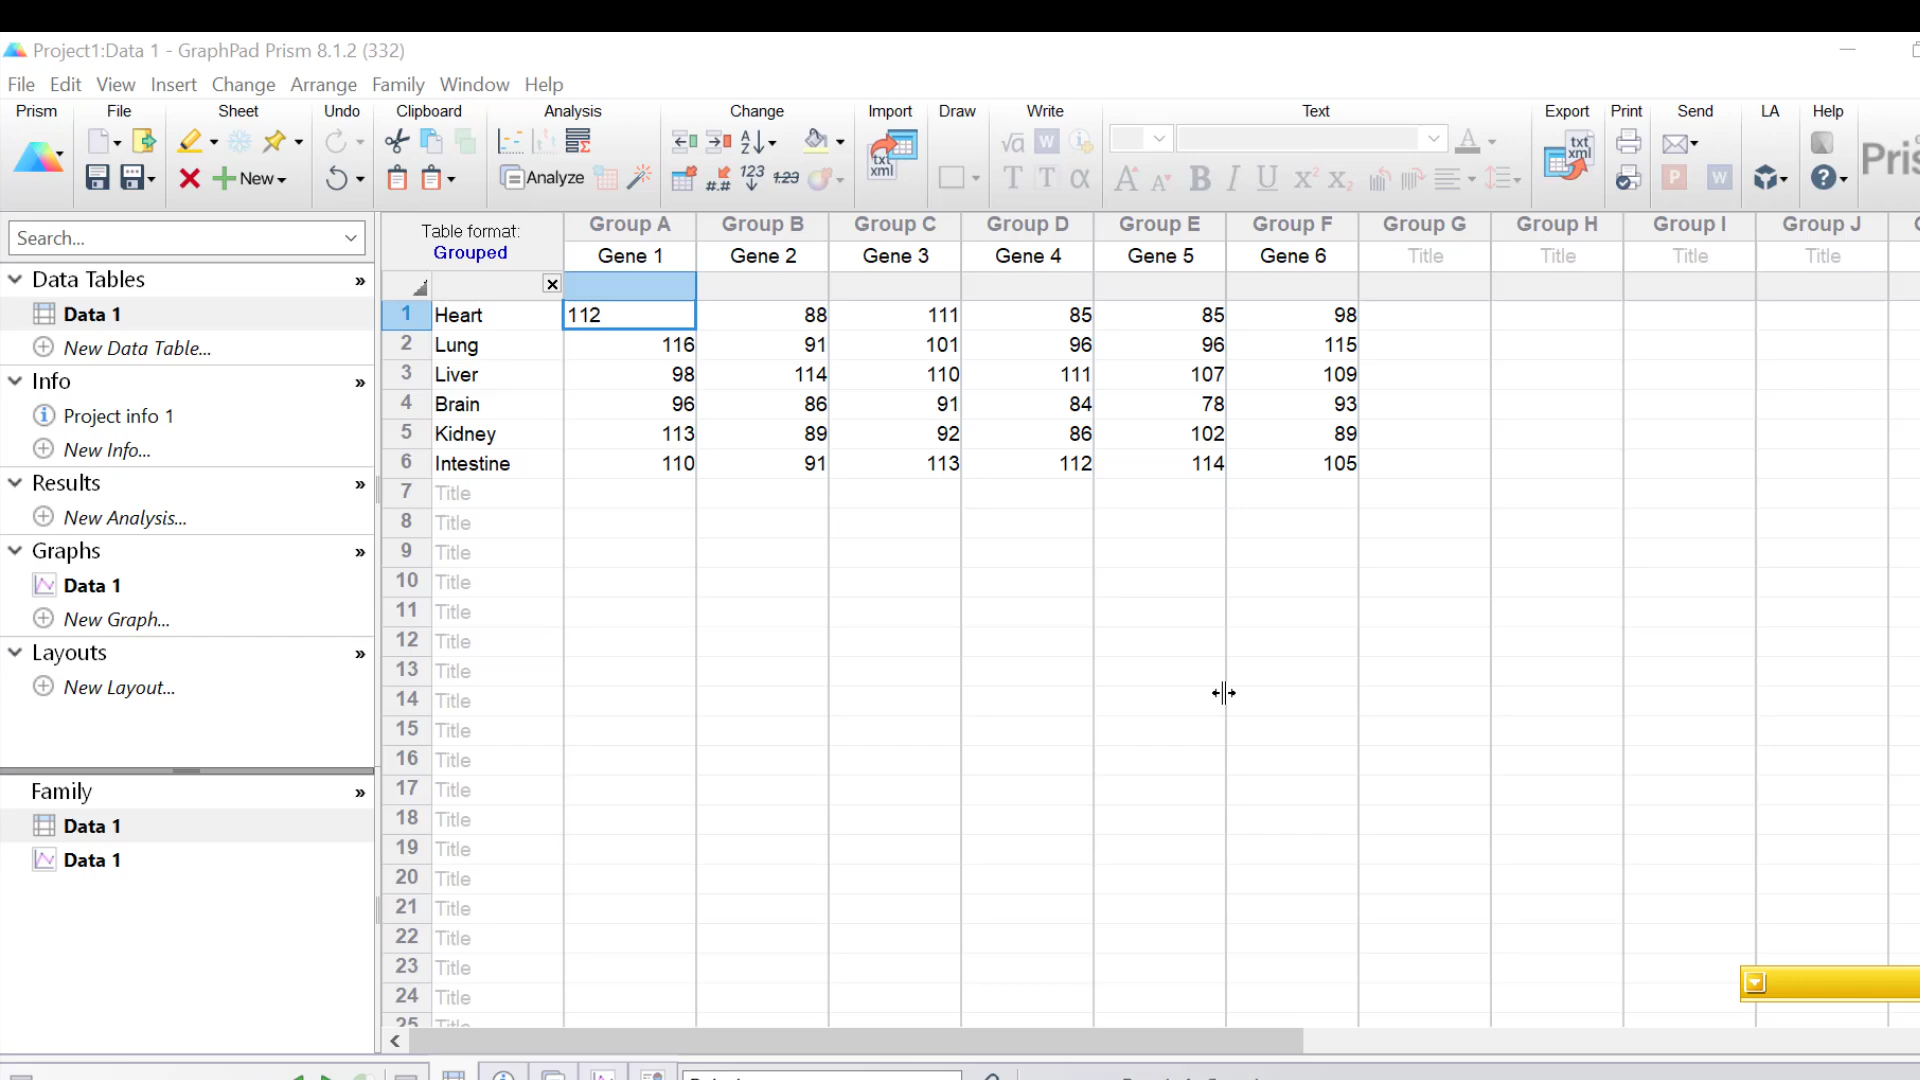 Project1:Data 1 - GraphPad Prism 8.1.2 (332)
File Edit View Insert Change Arrange Family Window Help
Prism File Sheet Undo Clipboard Analysis Change Import Draw Write Text Export Print Send LA Help
New Analyze
Search...
Data Tables
Data 1
New Data Table...
Info
Project info 1
New Info...
Results
New Analysis...
Graphs
Data 1
New Graph...
Layouts
New Layout...
Family
Data 1
Data 1
Table format: Group A Group B Group C Group D Group E Group F Group G Group H Group I Group J
Grouped Gene 1 Gene 2 Gene 3 Gene 4 Gene 5 Gene 6 Title Title Title Title
1 Heart 112 88 111 85 85 98
2 Lung 116 91 101 96 96 115
3 Liver 98 114 110 111 107 109
4 Brain 96 86 91 84 78 93
5 Kidney 113 89 92 86 102 89
6 Intestine 110 91 113 112 114 105
7 Title
8 Title
9 Title
10 Title
11 Title
12 Title
13 Title
14 Title
15 Title
16 Title
17 Title
18 Title
19 Title
20 Title
21 Title
22 Title
23 Title
24 Title
25 Title